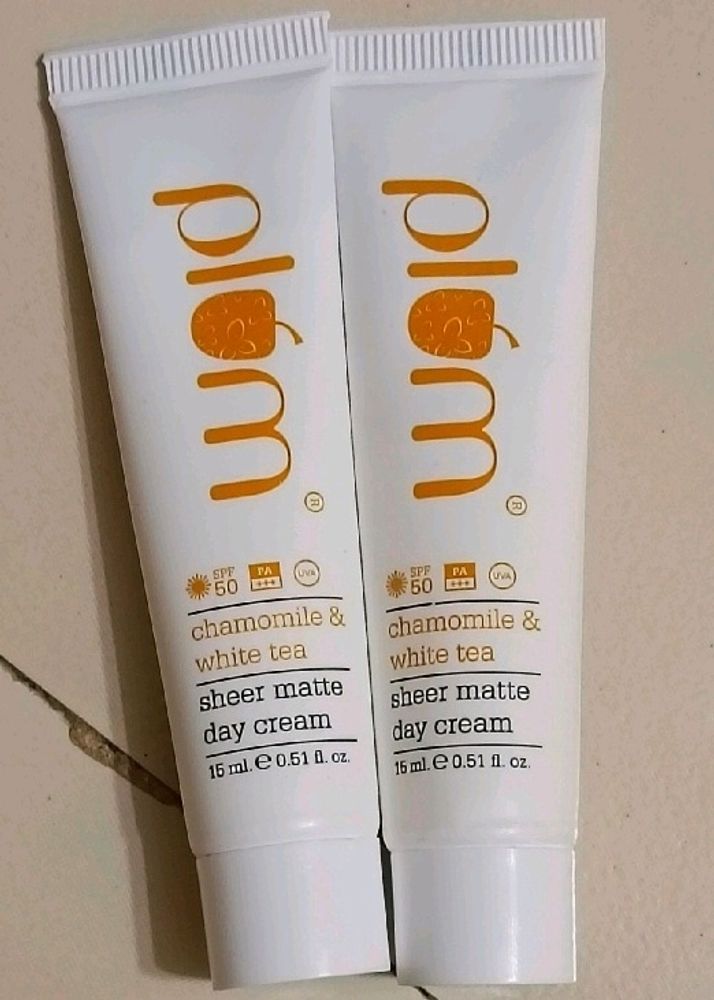 plum
®
SPF
50
PA
+++
UVA
chamomile &
white tea
sheer matte
day cream
15 ml. e 0.51 fl. oz.
plum
®
SPF
50
PA
+++
UVA
chamomile &
white tea
sheer matte
day cream
15 ml. e 0.51 fl. oz.